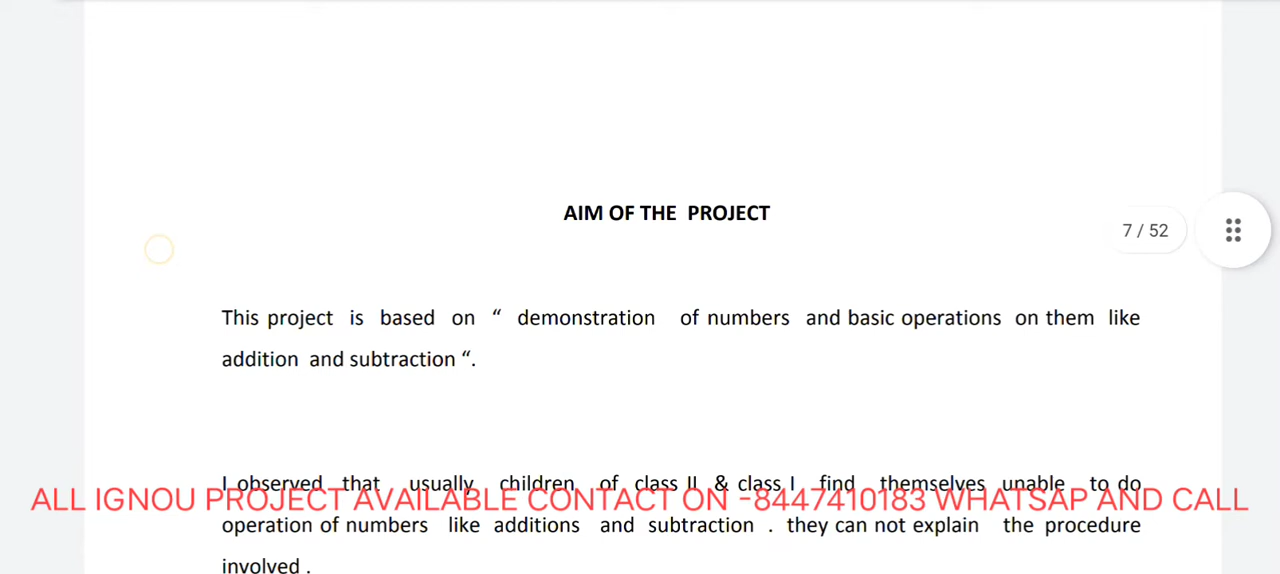 AIM OF THE PROJECT
7 / 52
This project is based on “ demonstration of numbers and basic operations on them like
addition and subtraction “.
I observed that usually children of class II & class I find themselves unable to do
ALL IGNOU PROJECT AVAILABLE CONTACT ON -8447410183 WHATSAP AND CALL
operation of numbers like additions and subtraction . they can not explain the procedure
involved .